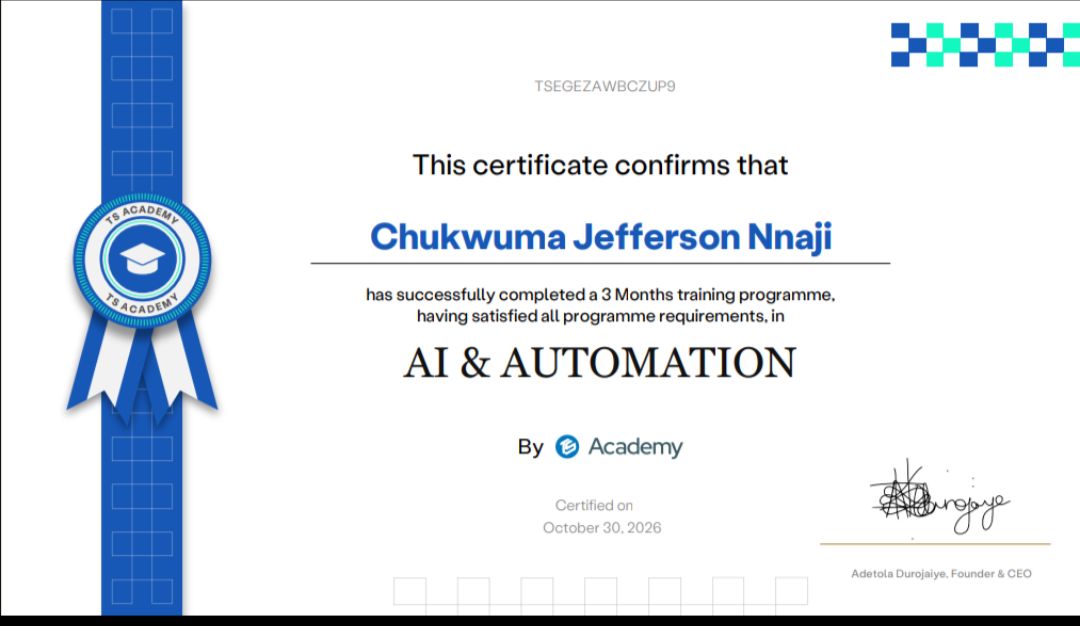 TSEGEZAWBCZUP9
This certificate confirms that
Chukwuma Jefferson Nnaji
has successfully completed a 3 Months training programme,
having satisfied all programme requirements, in
AI & AUTOMATION
By Academy
Certified on
October 30, 2026
Adetola Durojaiye, Founder & CEO
TS ACADEMY
TS ACADEMY